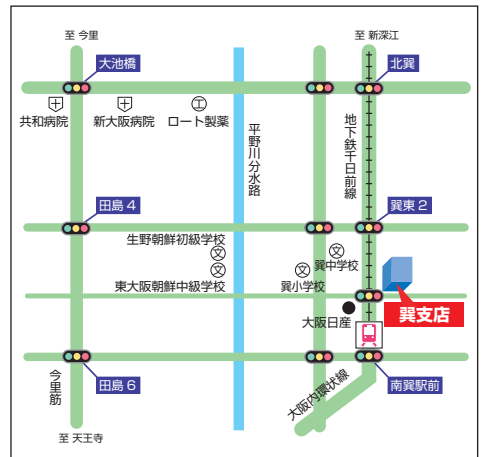 至 今里
至 新深江
大池橋
北巽
共和病院
新大阪病院
工
ロート製薬
平野川分水路
地下鉄千日前線
田島4
巽東2
生野朝鮮初級学校
文
文
東大阪朝鮮中級学校
文
巽中学校
文
巽小学校
大阪日産
巽支店
今里筋
田島6
大阪内環状線
南巽駅前
至 天王寺